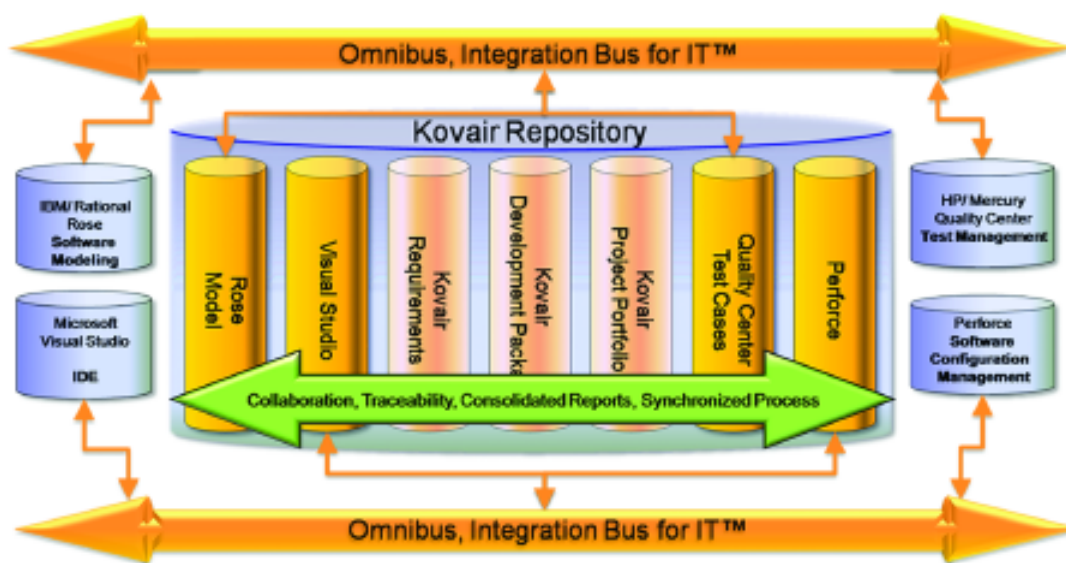 Omnibus, Integration Bus for IT™
Kovair Repository
IBM/ Rational
Rose
Software
Modeling
Microsoft
Visual Studio
IDE
Rose
Model
Visual Studio
Kovair
Requirements
Kovair
Development Packa
Kovair
Project Portfolio
Quality Center
Test Cases
Perforce
HP/ Mercury
Quality Center
Test Management
Perforce
Software
Configuration
Management
Collaboration, Traceability, Consolidated Reports, Synchronized Process
Omnibus, Integration Bus for IT™